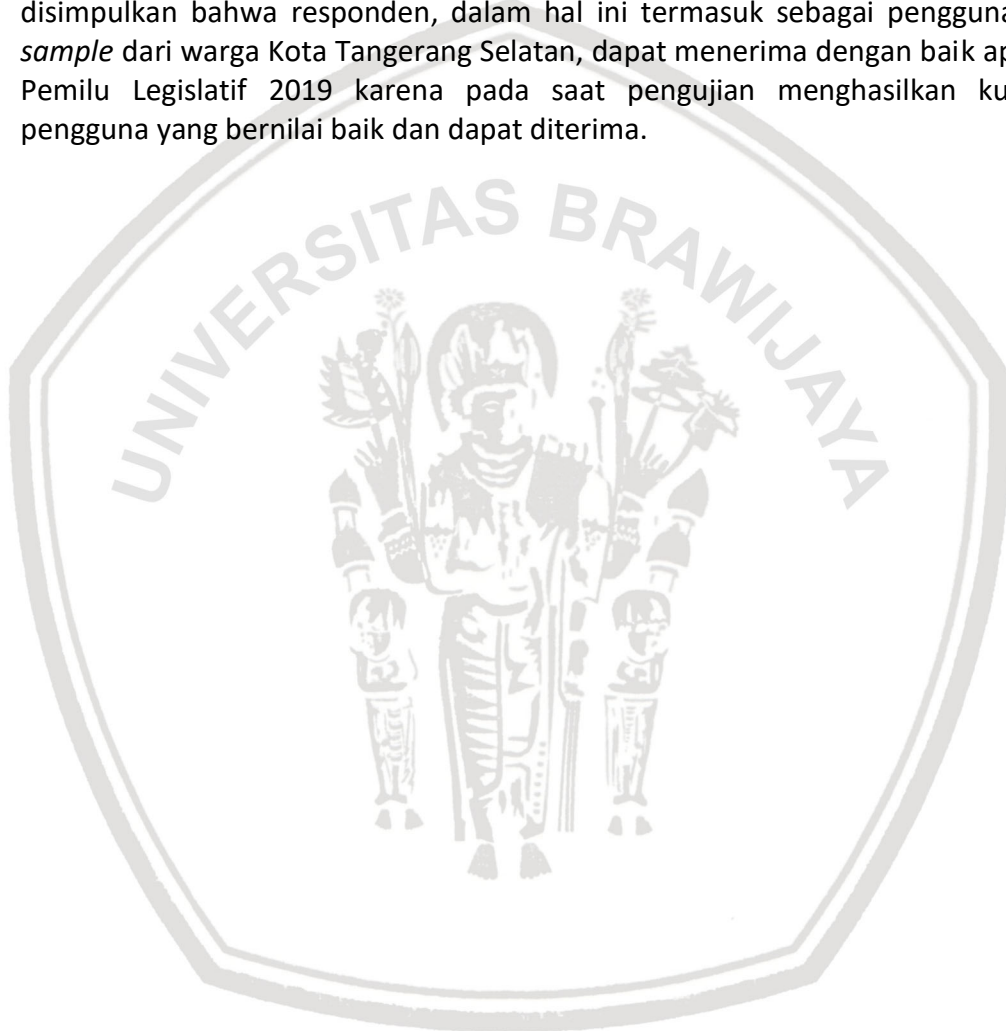 disimpulkan bahwa responden, dalam hal ini termasuk sebagai pengguna
sample dari warga Kota Tangerang Selatan, dapat menerima dengan baik
Pemilu Legislatif 2019 karena pada saat pengujian menghasilkan
pengguna yang bernilai baik dan dapat diterima.
UNIVERSITAS BRAWIJAYA